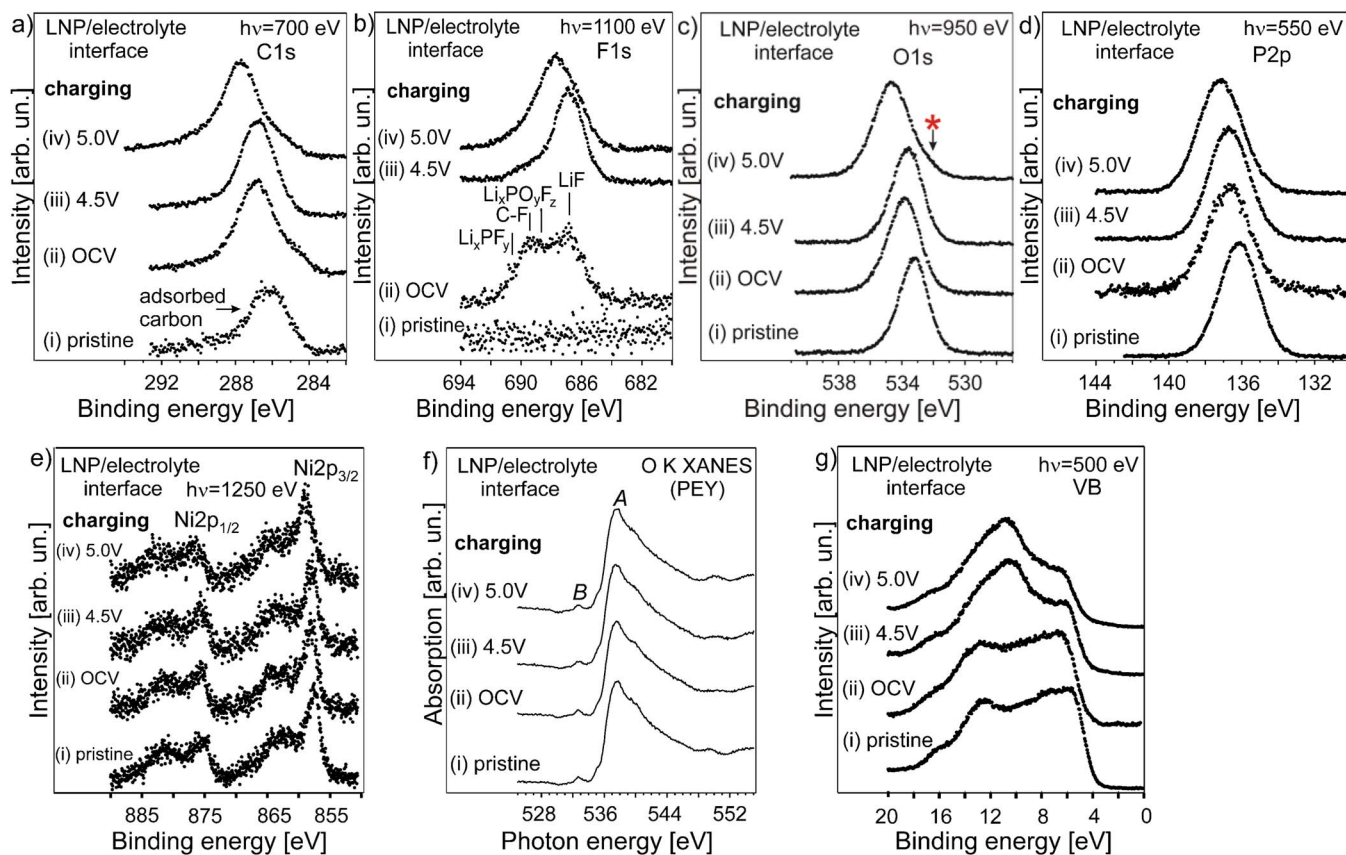 a)
LNP/electrolyte hν=700 eV
interface C1s
charging
(iv) 5.0V
(iii) 4.5V
(ii) OCV
adsorbed
carbon
(i) pristine
Intensity [arb. un.]
292 288 284
Binding energy [eV]
b)
LNP/electrolyte hν=1100 eV
interface F1s
charging
(iv) 5.0V
(iii) 4.5V
LiF
LiₓPOᵧF_z
C-F
LiₓPFᵧ
(ii) OCV
(i) pristine
Intensity [arb. un.]
694 690 686 682
Binding energy [eV]
c)
LNP/electrolyte hν=950 eV
interface O1s
charging
*
(iv) 5.0V
(iii) 4.5V
(ii) OCV
(i) pristine
Intensity [arb. un.]
538 534 530
Binding energy [eV]
d)
LNP/electrolyte hν=550 eV
interface P2p
charging
(iv) 5.0V
(iii) 4.5V
(ii) OCV
(i) pristine
Intensity [arb. un.]
144 140 136 132
Binding energy [eV]
e)
LNP/electrolyte Ni2p₃/₂
interface hν=1250 eV
charging Ni2p₁/₂
(iv) 5.0V
(iii) 4.5V
(ii) OCV
(i) pristine
Intensity [arb. un.]
885 875 865 855
Binding energy [eV]
f)
LNP/electrolyte O K XANES
interface (PEY)
A
charging
B
(iv) 5.0V
(iii) 4.5V
(ii) OCV
(i) pristine
Absorption [arb. un.]
528 536 544 552
Photon energy [eV]
g)
LNP/electrolyte hν=500 eV
interface VB
charging
(iv) 5.0V
(iii) 4.5V
(ii) OCV
(i) pristine
Intensity [arb. un.]
20 16 12 8 4 0
Binding energy [eV]